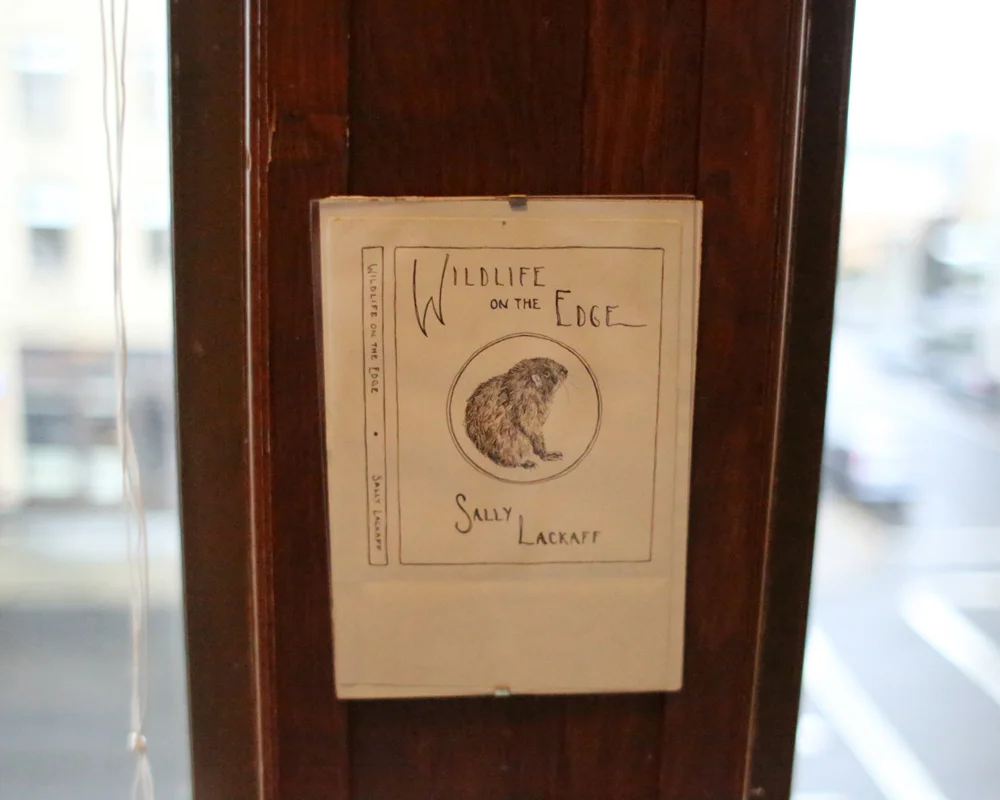 WILDLIFE
ON THE EDGE
SALLY
LACKAFF
WILDLIFE ON THE EDGE • SALLY LACKAFF